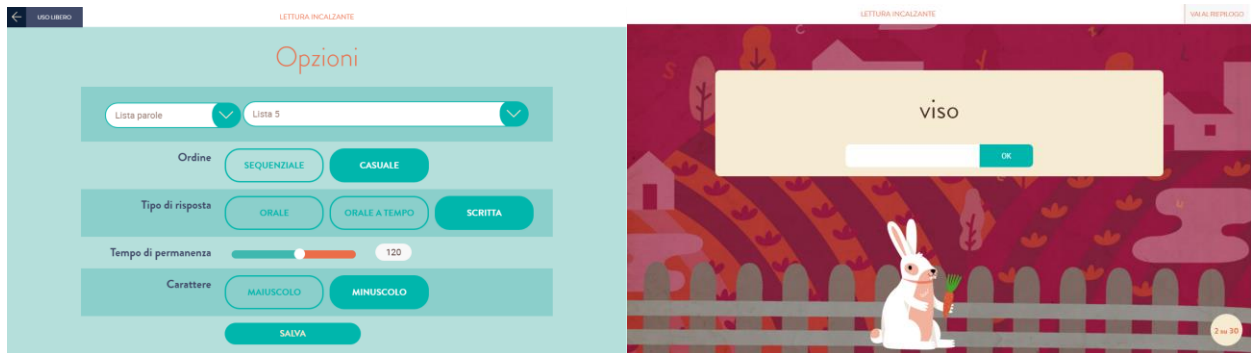 USO LIBERO
LETTURA INCALZANTE
Opzioni
Lista parole
Lista 5
Ordine
SEQUENZIALE
CASUALE
Tipo di risposta
ORALE
ORALE A TEMPO
SCRITTA
Tempo di permanenza
120
Carattere
MAIUSCOLO
MINUSCOLO
SALVA
LETTURA INCALZANTE
VAI AL RIEPILOGO
viso
OK
2 su 30